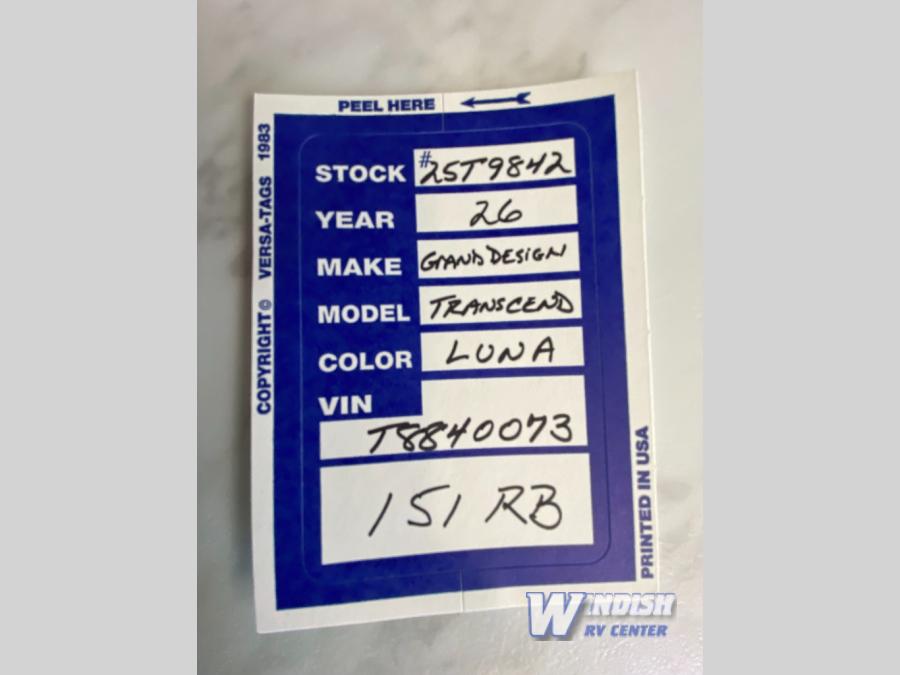 PEEL HERE
COPYRIGHT © VERSA-TAGS 1983
STOCK #25T9842
YEAR 26
MAKE GRAND DESIGN
MODEL TRANSCEND
COLOR LUNA
VIN
T8840073
151 RB
PRINTED IN USA
WINDISH
RV CENTER